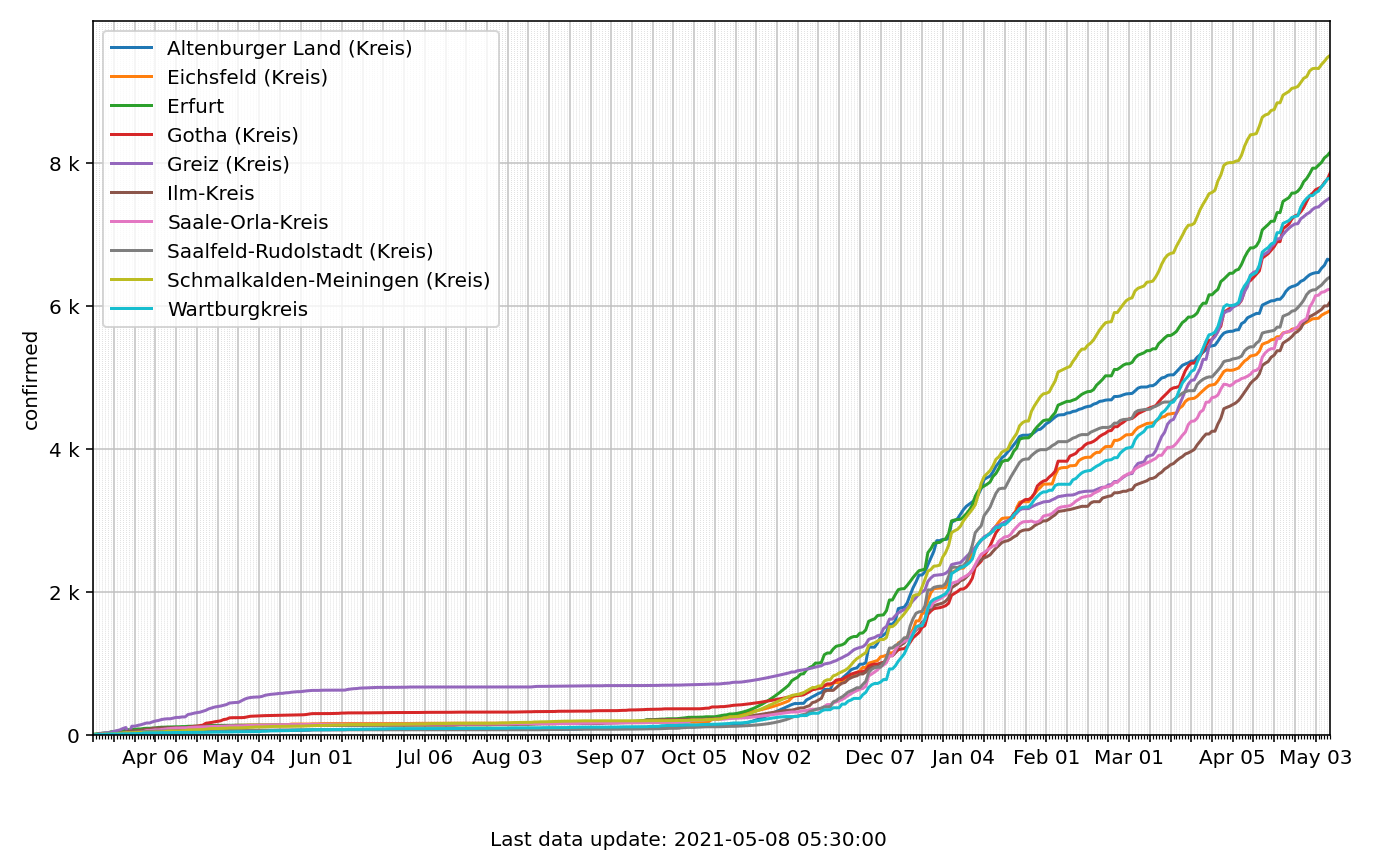 Altenburger Land (Kreis)
Eichsfeld (Kreis)
Erfurt
Gotha (Kreis)
Greiz (Kreis)
Ilm-Kreis
Saale-Orla-Kreis
Saalfeld-Rudolstadt (Kreis)
Schmalkalden-Meiningen (Kreis)
Wartburgkreis
8 k
6 k
4 k
2 k
0
confirmed
Apr 06 May 04 Jun 01 Jul 06 Aug 03 Sep 07 Oct 05 Nov 02 Dec 07 Jan 04 Feb 01 Mar 01 Apr 05 May 03
Last data update: 2021-05-08 05:30:00